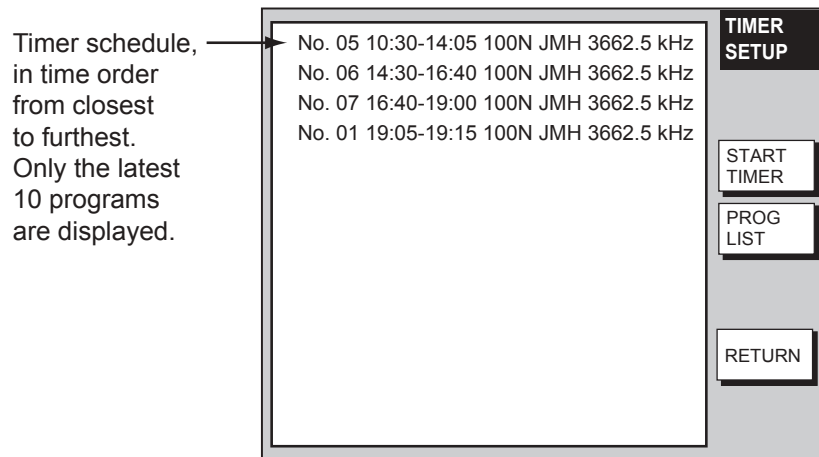 Timer schedule,
in time order
from closest
to furthest.
Only the latest
10 programs
are displayed.
No. 05 10:30-14:05 100N JMH 3662.5 kHz
No. 06 14:30-16:40 100N JMH 3662.5 kHz
No. 07 16:40-19:00 100N JMH 3662.5 kHz
No. 01 19:05-19:15 100N JMH 3662.5 kHz
TIMER
SETUP
START
TIMER
PROG
LIST
RETURN